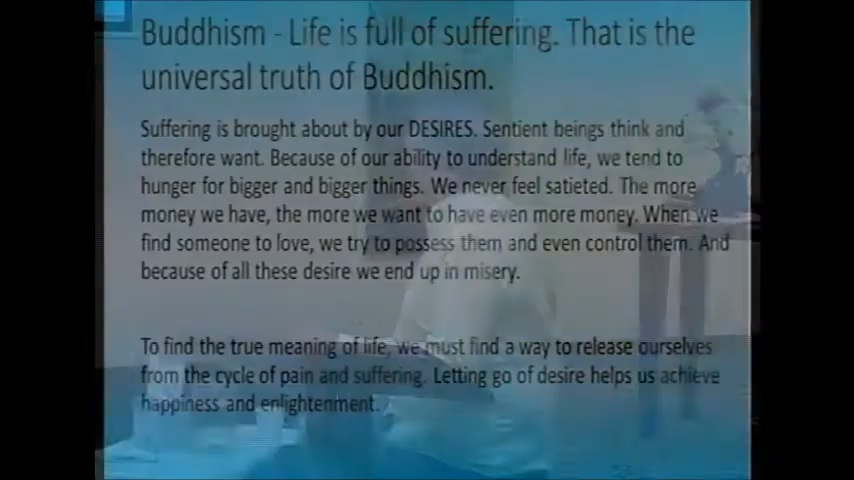 Buddhism - Life is full of suffering. That is the
universal truth of Buddhism.
Suffering is brought about by our DESIRES. Sentient beings think and
therefore want. Because of our ability to understand life, we tend to
hunger for bigger and bigger things. We never feel satieted. The more
money we have, the more we want to have even more money. When we
find someone to love, we try to possess them and even control them. And
because of all these desire we end up in misery.
To find the true meaning of life, we must find a way to release ourselves
from the cycle of pain and suffering. Letting go of desire helps us achieve
happiness and enlightenment.